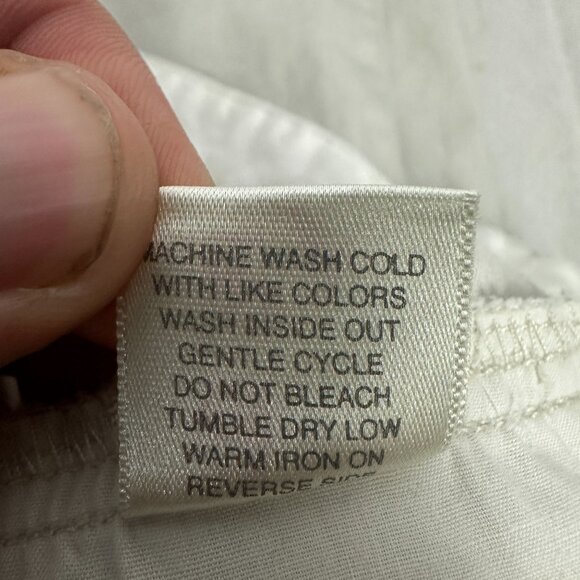 MACHINE WASH COLD
WITH LIKE COLORS
WASH INSIDE OUT
GENTLE CYCLE
DO NOT BLEACH
TUMBLE DRY LOW
WARM IRON ON
REVERSE SIDE